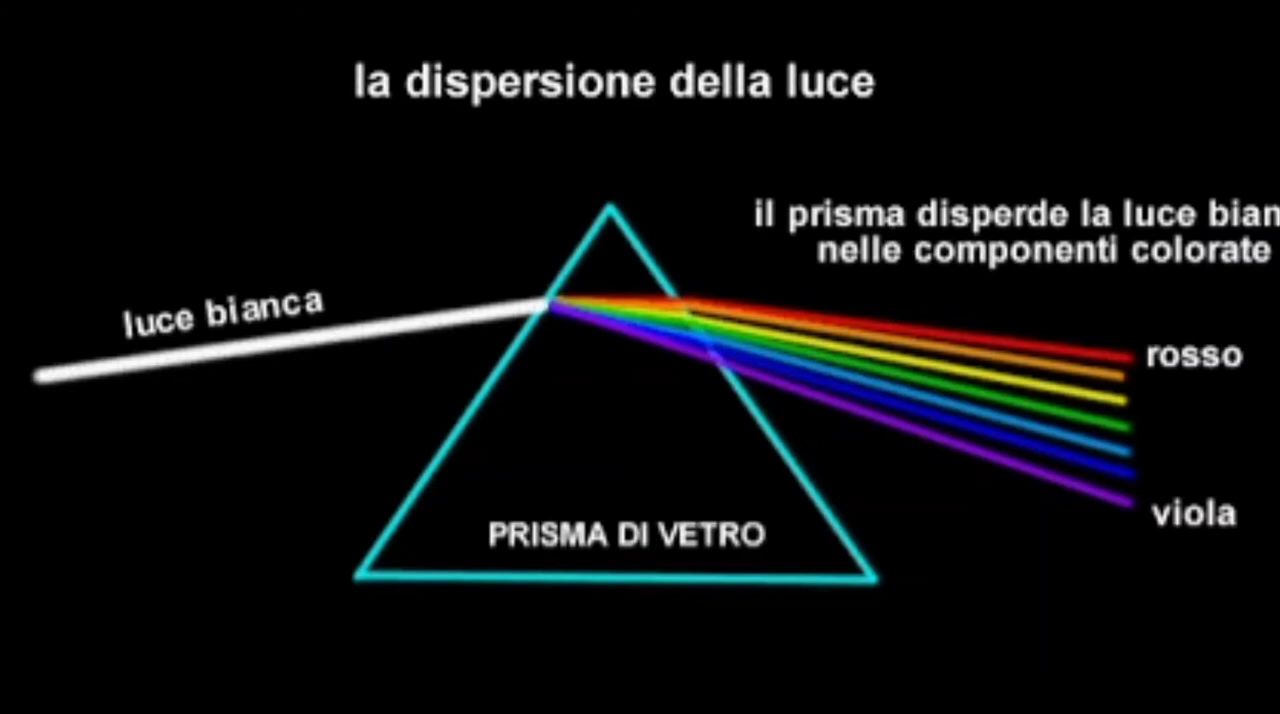 la dispersione della luce
il prisma disperde la luce bian
nelle componenti colorate
luce bianca
rosso
viola
PRISMA DI VETRO